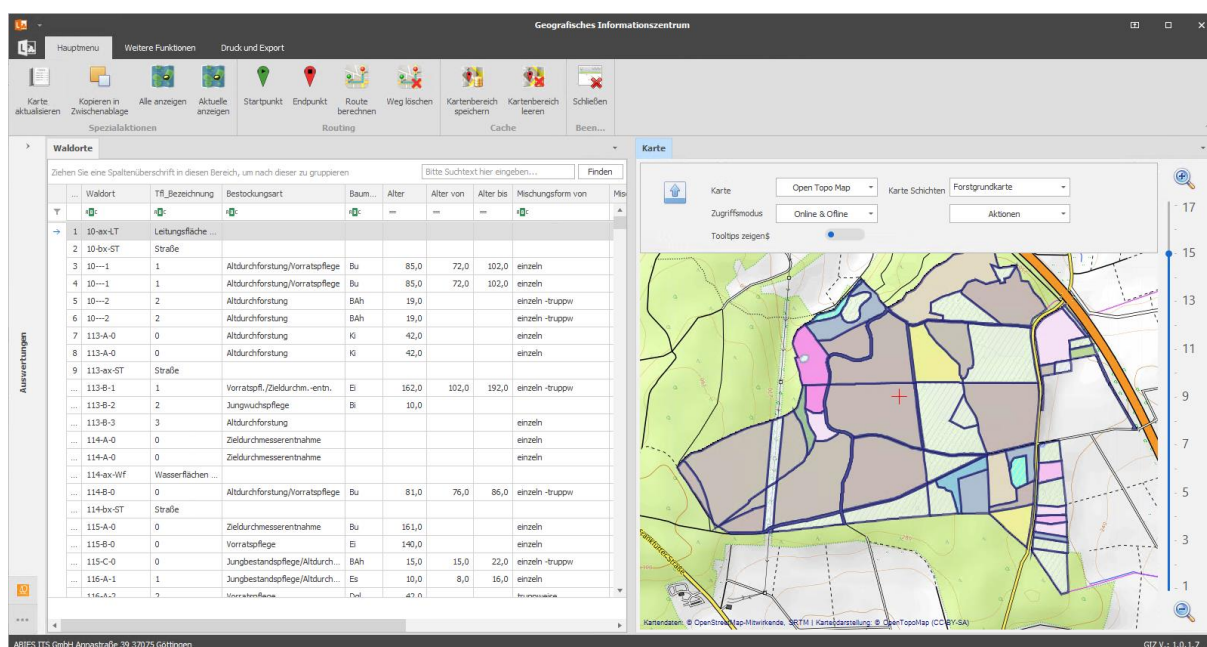 Geografisches Informationszentrum
Hauptmenu Weitere Funktionen Druck und Export
Karte aktualisieren
Kopieren in Zwischenablage
Alle anzeigen
Aktuelle anzeigen
Startpunkt
Endpunkt
Route berechnen
Weg löschen
Kartenbereich speichern
Kartenbereich leeren
Schließen
Spezialaktionen Routing Cache Been...
Auswertungen
Waldorte
Ziehen Sie eine Spaltenüberschrift in diesen Bereich, um nach dieser zu gruppieren
Bitte Suchtext hier eingeben... Finden
... Waldort Tfl_Bezeichnung Bestockungsart Baum... Alter Alter von Alter bis Mischungsform von Mis
1 10-ax-LT Leitungsfläche ...
2 10-bx-ST Straße
3 10---1 1 Altdurchforstung/Vorratspflege Bu 85,0 72,0 102,0 einzeln
4 10---1 1 Altdurchforstung/Vorratspflege Bu 85,0 72,0 102,0 einzeln
5 10---2 2 Altdurchforstung BAh 19,0 einzeln -truppw
6 10---2 2 Altdurchforstung BAh 19,0 einzeln -truppw
7 113-A-0 0 Altdurchforstung Ki 42,0 einzeln
8 113-A-0 0 Altdurchforstung Ki 42,0 einzeln
9 113-ax-ST Straße
... 113-B-1 1 Vorratspfl./Zieldurchm.-entn. Ei 162,0 102,0 192,0 einzeln -truppw
... 113-B-2 2 Jungwuchspflege Bi 10,0
... 113-B-3 3 Altdurchforstung einzeln
... 114-A-0 0 Zieldurchmesserentnahme einzeln
... 114-A-0 0 Zieldurchmesserentnahme einzeln
... 114-ax-Wf Wasserflächen ...
... 114-B-0 0 Altdurchforstung/Vorratspflege Bu 81,0 76,0 86,0 einzeln -truppw
... 114-bx-ST Straße
... 115-A-0 0 Zieldurchmesserentnahme Bu 161,0 einzeln
... 115-B-0 0 Vorratspflege Ei 140,0 einzeln
... 115-C-0 0 Jungbestandspflege/Altdurch... BAh 15,0 15,0 22,0 einzeln -truppw
... 116-A-1 1 Jungbestandspflege/Altdurch... Es 10,0 8,0 16,0 einzeln
... 116-A-2 2 Vorratspflege Dgl 42,0 truppweise
Karte
Karte Open Topo Map Karte Schichten Forstgrundkarte
Zugriffsmodus Online & Ofline Aktionen
Tooltips zeigen$
17
15
13
11
9
7
5
3
1
Frankfurter Straße
Kartendaten: © OpenStreetMap-Mitwirkende, SRTM | Kartendarstellung: © OpenTopoMap (CC-BY-SA)
ABIES ITS GmbH Annastraße 39 37075 Göttingen
GIZ V.: 1.0.1.7